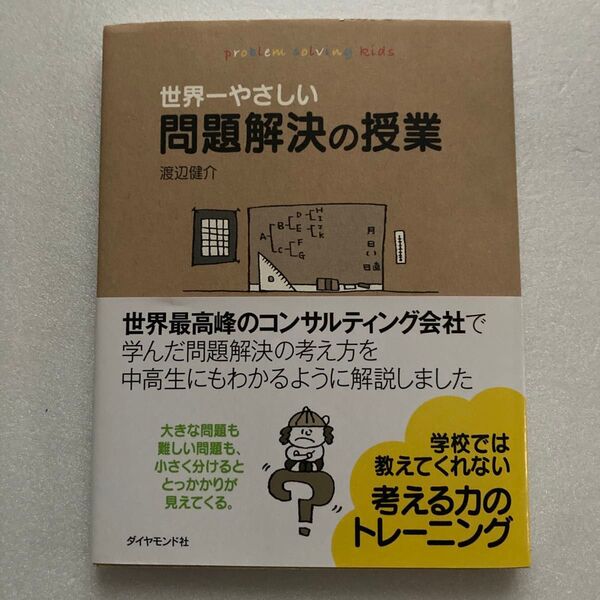 problem solving kids
世界一やさしい
問題解決の授業
渡辺健介
A
B
C
D
E
F
G
H
I
J
K
月
日
日直
世界最高峰のコンサルティング会社で
学んだ問題解決の考え方を
中高生にもわかるように解説しました
大きな問題も
難しい問題も、
小さく分けると
とっかかりが
見えてくる。
学校では
教えてくれない
考える力の
トレーニング
ダイヤモンド社